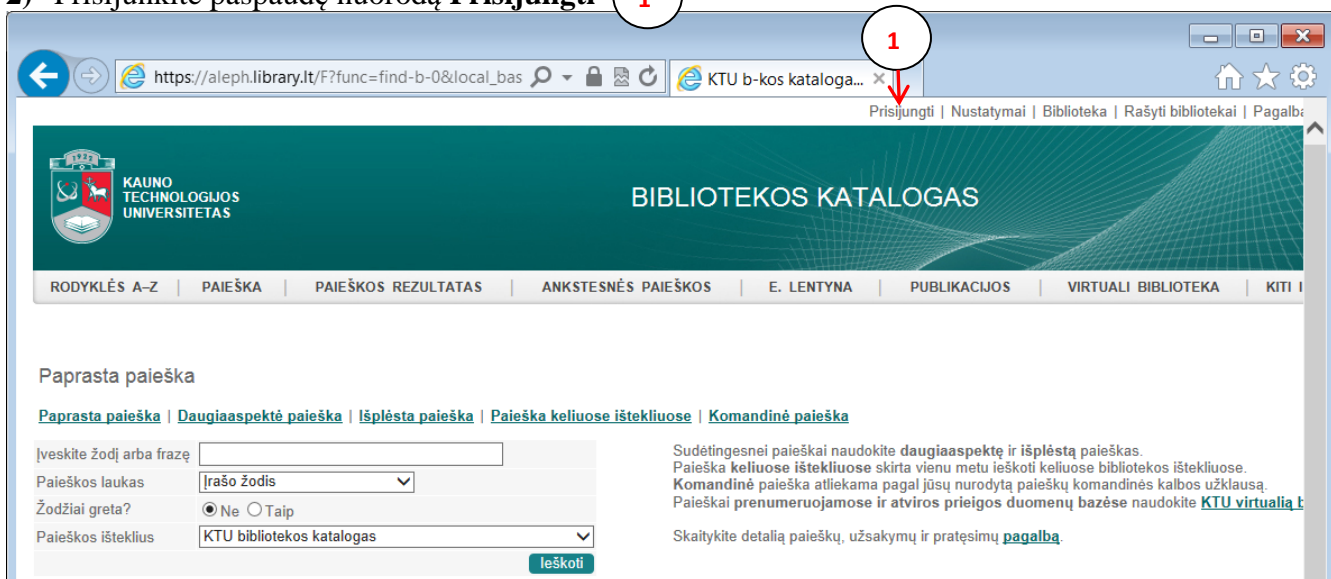 2) Prisijunkite paspaudę nuorodą Prisijungti 1
1
https://aleph.library.lt/F?func=find-b-0&local_bas
KTU b-kos kataloga...
Prisijungti | Nustatymai | Biblioteka | Rašyti bibliotekai | Pagalba
KAUNO
TECHNOLOGIJOS
UNIVERSITETAS
BIBLIOTEKOS KATALOGAS
RODYKLĖS A–Z | PAIEŠKA | PAIEŠKOS REZULTATAS | ANKSTESNĖS PAIEŠKOS | E. LENTYNA | PUBLIKACIJOS | VIRTUALI BIBLIOTEKA | KITI I
Paprasta paieška
Paprasta paieška | Daugiaaspektė paieška | Išplėsta paieška | Paieška keliuose ištekliuose | Komandinė paieška
Įveskite žodį arba frazę
Paieškos laukas Įrašo žodis
Žodžiai greta? Ne Taip
Paieškos išteklius KTU bibliotekos katalogas
Ieškoti
Sudėtingesnei paieškai naudokite daugiaaspektę ir išplėstą paieškas.
Paieška keliuose ištekliuose skirta vienu metu ieškoti keliuose bibliotekos ištekliuose.
Komandinė paieška atliekama pagal jūsų nurodytą paieškų komandinės kalbos užklausą.
Paieškai prenumeruojamose ir atviros prieigos duomenų bazėse naudokite KTU virtualią b
Skaitykite detalią paieškų, užsakymų ir pratęsimų pagalbą.